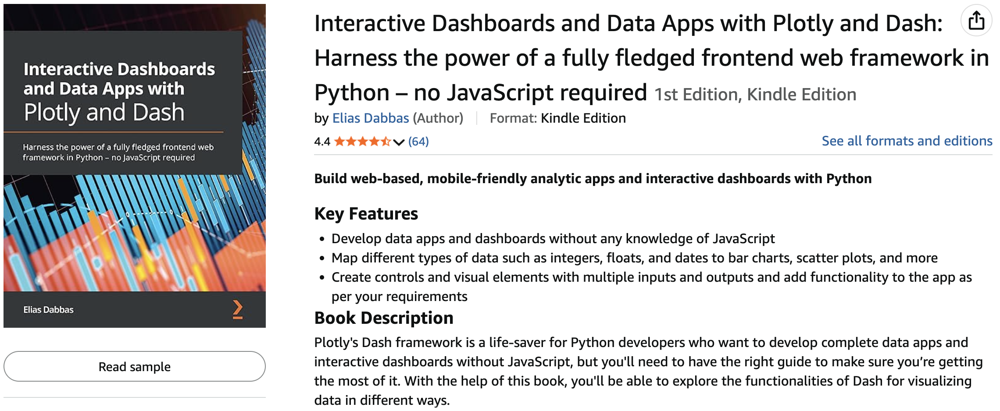 Interactive Dashboards
and Data Apps with
Plotly and Dash
Harness the power of a fully fledged frontend web
framework in Python – no JavaScript required
Elias Dabbas
Read sample
Interactive Dashboards and Data Apps with Plotly and Dash:
Harness the power of a fully fledged frontend web framework in
Python – no JavaScript required 1st Edition, Kindle Edition
by Elias Dabbas (Author) Format: Kindle Edition
4.4 (64)
See all formats and editions
Build web-based, mobile-friendly analytic apps and interactive dashboards with Python
Key Features
• Develop data apps and dashboards without any knowledge of JavaScript
• Map different types of data such as integers, floats, and dates to bar charts, scatter plots, and more
• Create controls and visual elements with multiple inputs and outputs and add functionality to the app as
per your requirements
Book Description
Plotly's Dash framework is a life-saver for Python developers who want to develop complete data apps and
interactive dashboards without JavaScript, but you'll need to have the right guide to make sure you’re getting
the most of it. With the help of this book, you'll be able to explore the functionalities of Dash for visualizing
data in different ways.